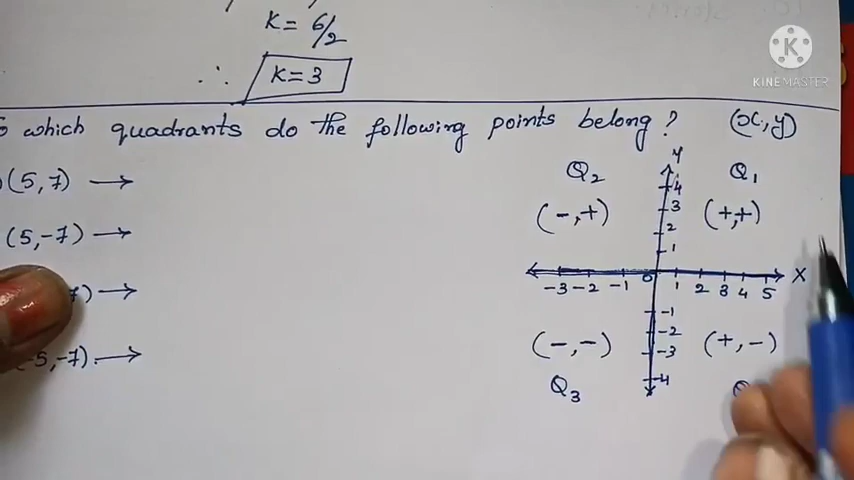 K = 6/2
∴ K = 3
K
KINEMASTER
which quadrants do the following points belong? (x, y)
(5, 7) →
(5, -7) →
7) →
-5, -7) →
Q2
Q1
(-, +)
(+, +)
Y
4
3
2
1
0
X
-3 -2 -1 1 2 3 4 5
-1
-2
-3
-4
(-, -)
(+, -)
Q3
Q